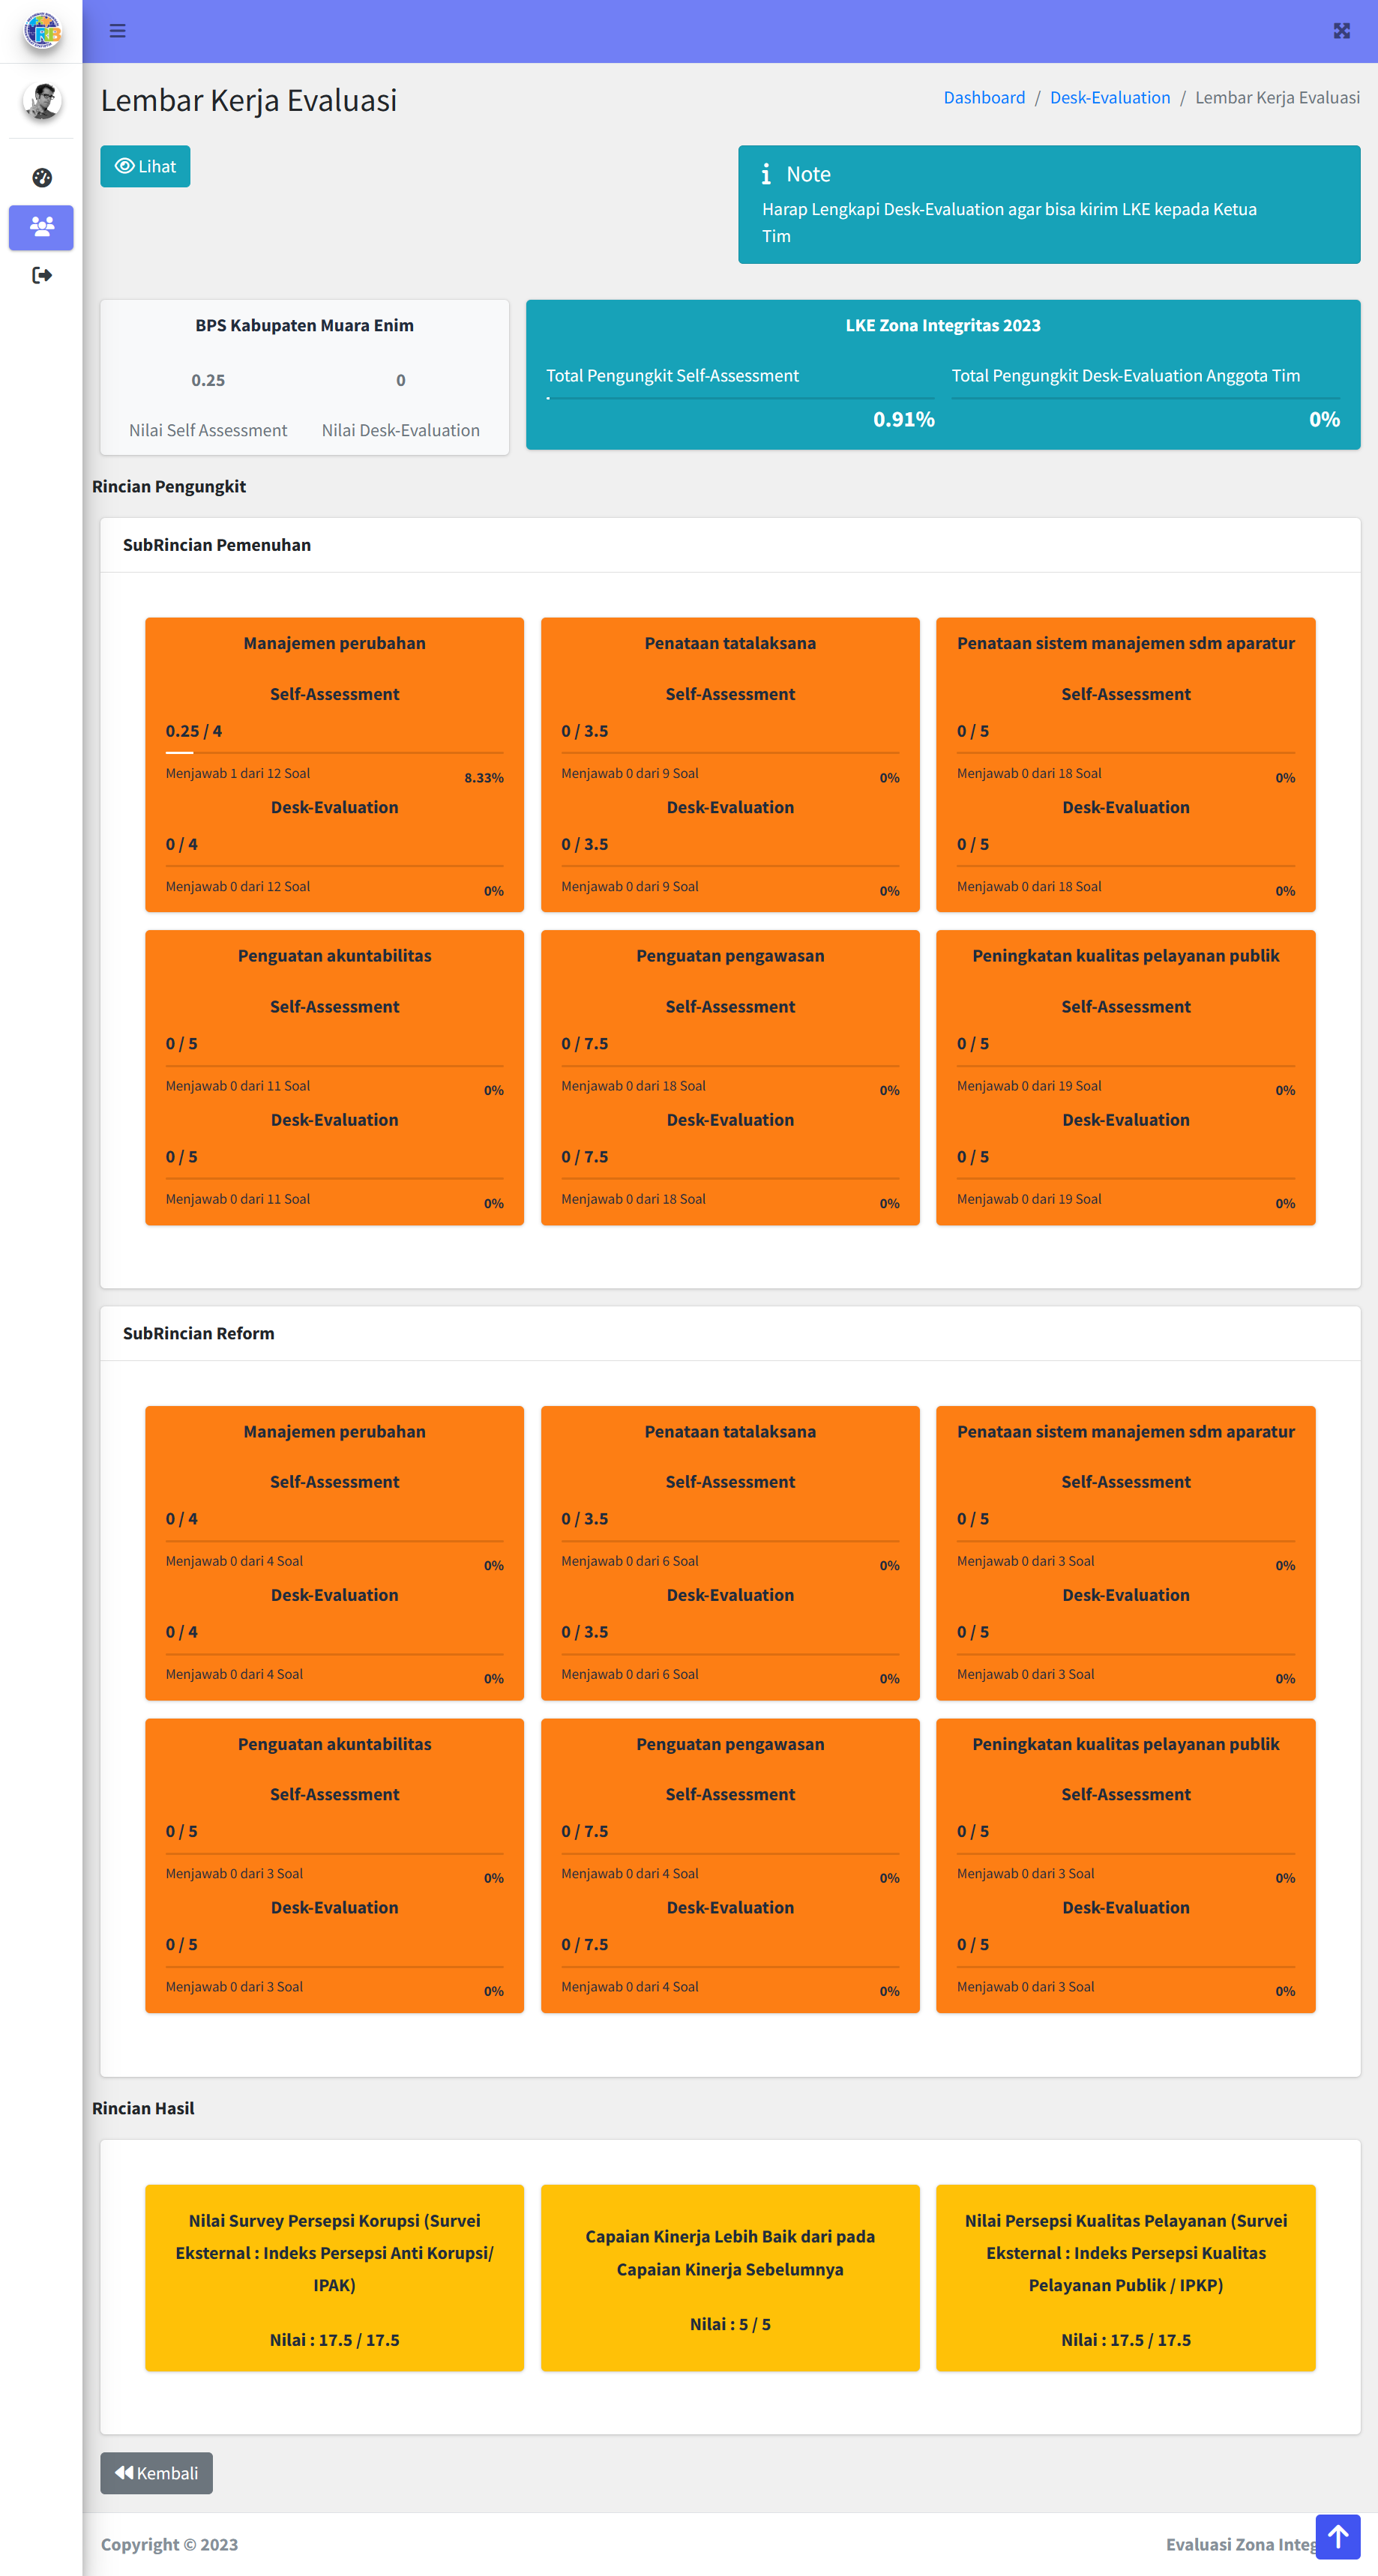 Lembar Kerja Evaluasi
Dashboard / Desk-Evaluation / Lembar Kerja Evaluasi
Lihat
Note
Harap Lengkapi Desk-Evaluation agar bisa kirim LKE kepada Ketua
Tim
BPS Kabupaten Muara Enim
0.25 0
Nilai Self Assessment Nilai Desk-Evaluation
LKE Zona Integritas 2023
Total Pengungkit Self-Assessment
0.91%
Total Pengungkit Desk-Evaluation Anggota Tim
0%
Rincian Pengungkit
SubRincian Pemenuhan
Manajemen perubahan
Self-Assessment
0.25 / 4
Menjawab 1 dari 12 Soal 8.33%
Desk-Evaluation
0 / 4
Menjawab 0 dari 12 Soal 0%
Penataan tatalaksana
Self-Assessment
0 / 3.5
Menjawab 0 dari 9 Soal 0%
Desk-Evaluation
0 / 3.5
Menjawab 0 dari 9 Soal 0%
Penataan sistem manajemen sdm aparatur
Self-Assessment
0 / 5
Menjawab 0 dari 18 Soal 0%
Desk-Evaluation
0 / 5
Menjawab 0 dari 18 Soal 0%
Penguatan akuntabilitas
Self-Assessment
0 / 5
Menjawab 0 dari 11 Soal 0%
Desk-Evaluation
0 / 5
Menjawab 0 dari 11 Soal 0%
Penguatan pengawasan
Self-Assessment
0 / 7.5
Menjawab 0 dari 18 Soal 0%
Desk-Evaluation
0 / 7.5
Menjawab 0 dari 18 Soal 0%
Peningkatan kualitas pelayanan publik
Self-Assessment
0 / 5
Menjawab 0 dari 19 Soal 0%
Desk-Evaluation
0 / 5
Menjawab 0 dari 19 Soal 0%
SubRincian Reform
Manajemen perubahan
Self-Assessment
0 / 4
Menjawab 0 dari 4 Soal 0%
Desk-Evaluation
0 / 4
Menjawab 0 dari 4 Soal 0%
Penataan tatalaksana
Self-Assessment
0 / 3.5
Menjawab 0 dari 6 Soal 0%
Desk-Evaluation
0 / 3.5
Menjawab 0 dari 6 Soal 0%
Penataan sistem manajemen sdm aparatur
Self-Assessment
0 / 5
Menjawab 0 dari 3 Soal 0%
Desk-Evaluation
0 / 5
Menjawab 0 dari 3 Soal 0%
Penguatan akuntabilitas
Self-Assessment
0 / 5
Menjawab 0 dari 3 Soal 0%
Desk-Evaluation
0 / 5
Menjawab 0 dari 3 Soal 0%
Penguatan pengawasan
Self-Assessment
0 / 7.5
Menjawab 0 dari 4 Soal 0%
Desk-Evaluation
0 / 7.5
Menjawab 0 dari 4 Soal 0%
Peningkatan kualitas pelayanan publik
Self-Assessment
0 / 5
Menjawab 0 dari 3 Soal 0%
Desk-Evaluation
0 / 5
Menjawab 0 dari 3 Soal 0%
Rincian Hasil
Nilai Survey Persepsi Korupsi (Survei
Eksternal : Indeks Persepsi Anti Korupsi/
IPAK)
Nilai : 17.5 / 17.5
Capaian Kinerja Lebih Baik dari pada
Capaian Kinerja Sebelumnya
Nilai : 5 / 5
Nilai Persepsi Kualitas Pelayanan (Survei
Eksternal : Indeks Persepsi Kualitas
Pelayanan Publik / IPKP)
Nilai : 17.5 / 17.5
Kembali
Copyright © 2023
Evaluasi Zona Integ